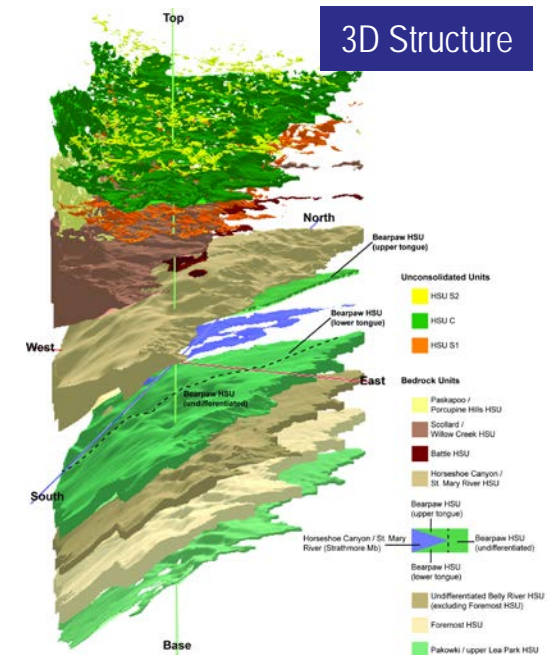 3D Structure
Top
North
Bearpaw HSU
(upper tongue)
Bearpaw HSU
(lower tongue)
West
East
Bearpaw HSU
(undifferentiated)
South
Base
Unconsolidated Units
HSU S2
HSU C
HSU S1
Bedrock Units
Paskapoo /
Porcupine Hills HSU
Scollard /
Willow Creek HSU
Battle HSU
Horseshoe Canyon /
St. Mary River HSU
Bearpaw HSU
(upper tongue)
Horseshoe Canyon / St. Mary
River (Strathmore Mb)
Bearpaw HSU
(undifferentiated)
Bearpaw HSU
(lower tongue)
Undifferentiated Belly River HSU
(excluding Foremost HSU)
Foremost HSU
Pakowki / upper Lea Park HSU